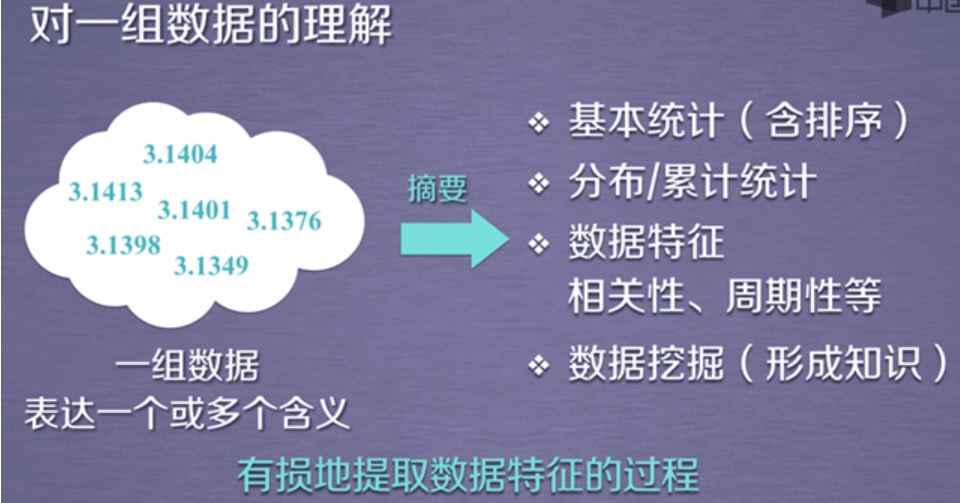 对一组数据的理解
3.1404
3.1413
3.1401
3.1376
3.1398
3.1349
一组数据
表达一个或多个含义
摘要
❖ 基本统计（含排序）
❖ 分布/累计统计
❖ 数据特征
相关性、周期性等
❖ 数据挖掘（形成知识）
有损地提取数据特征的过程